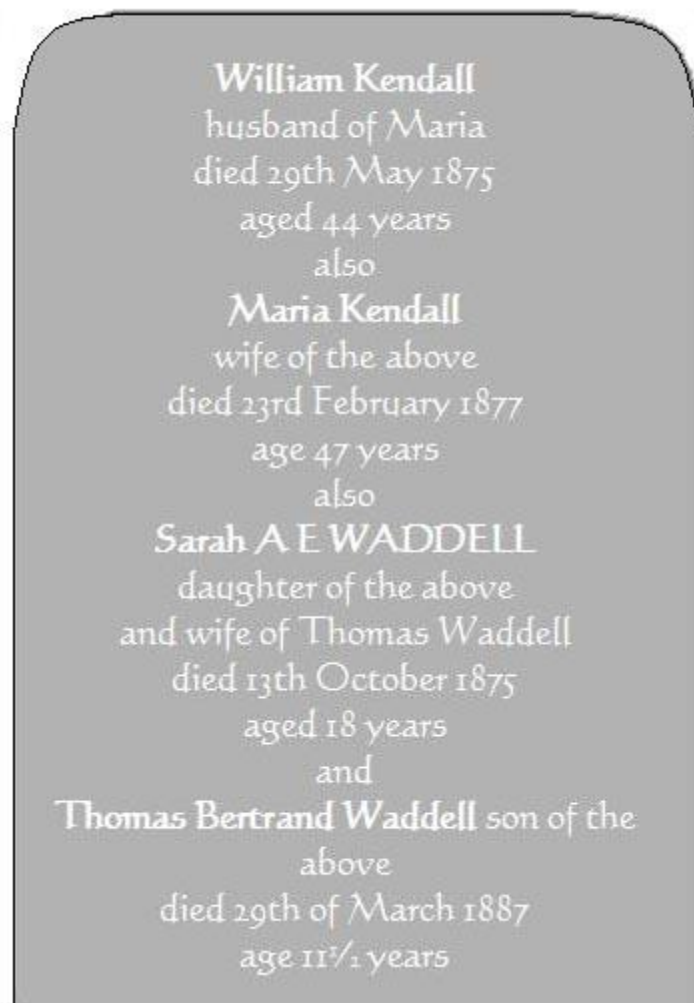 William Kendall
husband of Maria
died 29th May 1875
aged 44 years
also
Maria Kendall
wife of the above
died 23rd February 1877
age 47 years
also
Sarah A E WADDELL
daughter of the above
and wife of Thomas Waddell
died 13th October 1875
aged 18 years
and
Thomas Bertrand Waddell son of the
above
died 29th of March 1887
age 11½ years